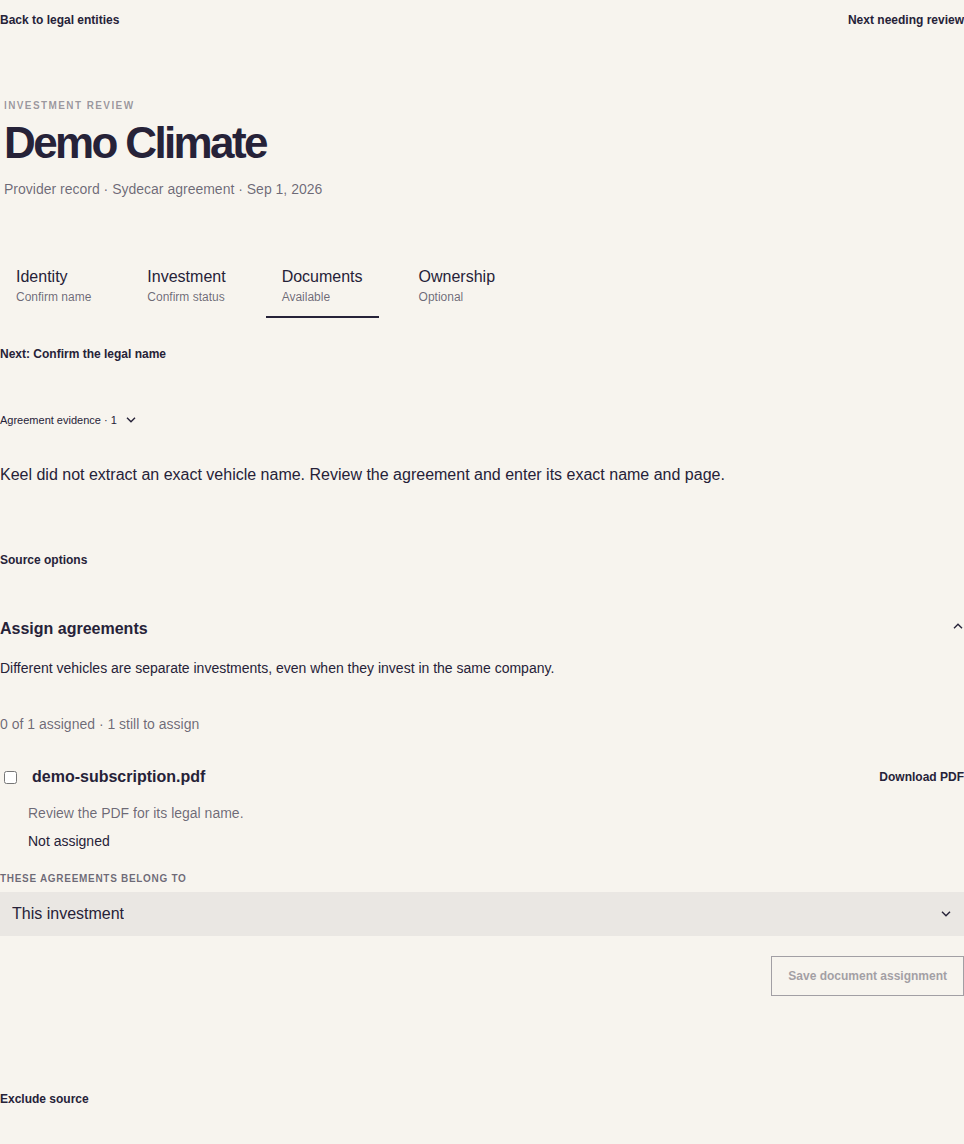 Back to legal entities
Next needing review
INVESTMENT REVIEW
Demo Climate
Provider record · Sydecar agreement · Sep 1, 2026
Identity
Confirm name
Investment
Confirm status
Documents
Available
Ownership
Optional
Next: Confirm the legal name
Agreement evidence · 1
Keel did not extract an exact vehicle name. Review the agreement and enter its exact name and page.
Source options
Assign agreements
Different vehicles are separate investments, even when they invest in the same company.
0 of 1 assigned · 1 still to assign
demo-subscription.pdf
Download PDF
Review the PDF for its legal name.
Not assigned
THESE AGREEMENTS BELONG TO
This investment
Save document assignment
Exclude source